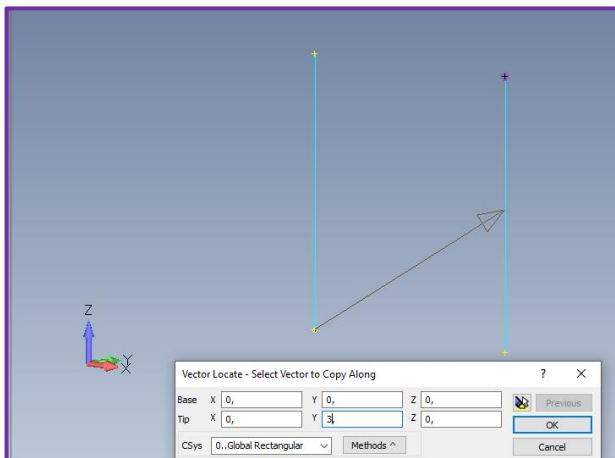 Z
Y
X
Vector Locate - Select Vector to Copy Along ? ×
Base X 0, Y 0, Z 0, Previous
Tip X 0, Y 3, Z 0, OK
CSys 0..Global Rectangular Methods ^ Cancel